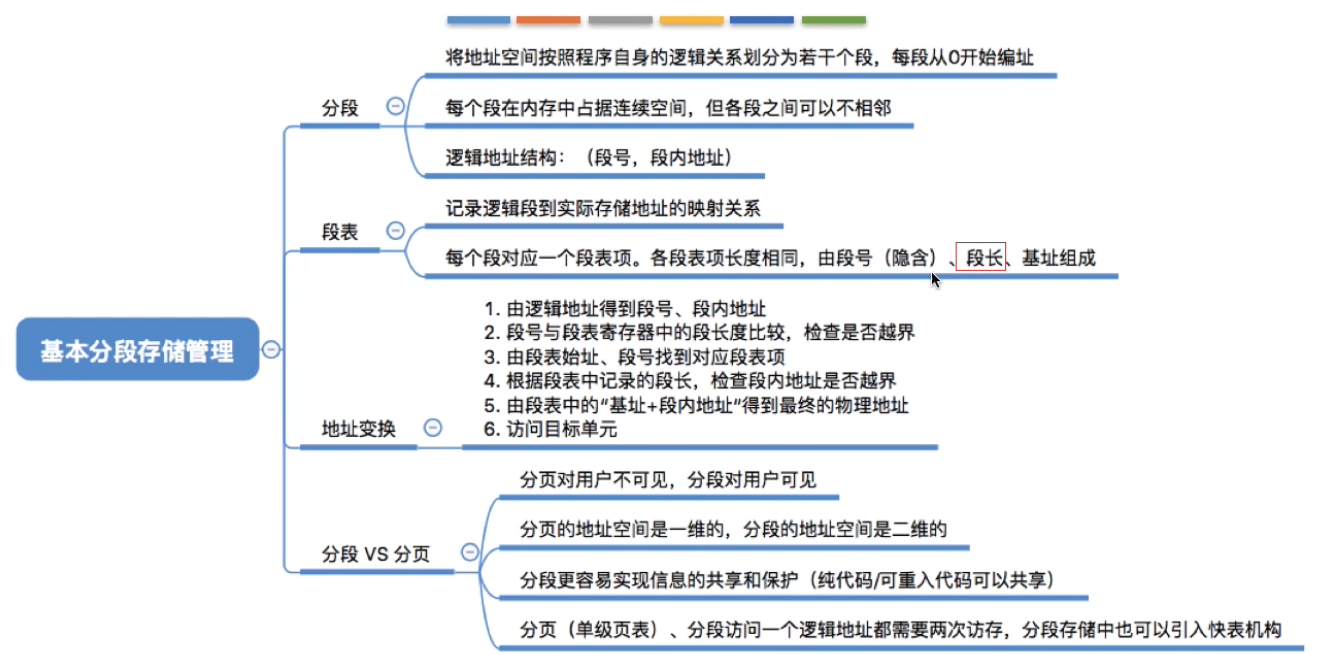 将地址空间按照程序自身的逻辑关系划分为若干个段，每段从0开始编址
分段
每个段在内存中占据连续空间，但各段之间可以不相邻
逻辑地址结构：（段号，段内地址）
记录逻辑段到实际存储地址的映射关系
段表
每个段对应一个段表项。各段表项长度相同，由段号（隐含）、段长、基址组成
基本分段存储管理
1. 由逻辑地址得到段号、段内地址
2. 段号与段表寄存器中的段长度比较，检查是否越界
3. 由段表始址、段号找到对应段表项
4. 根据段表中记录的段长，检查段内地址是否越界
5. 由段表中的“基址+段内地址“得到最终的物理地址
6. 访问目标单元
地址变换
分页对用户不可见，分段对用户可见
分页的地址空间是一维的，分段的地址空间是二维的
分段 VS 分页
分段更容易实现信息的共享和保护（纯代码/可重入代码可以共享）
分页（单级页表）、分段访问一个逻辑地址都需要两次访存，分段存储中也可以引入快表机构